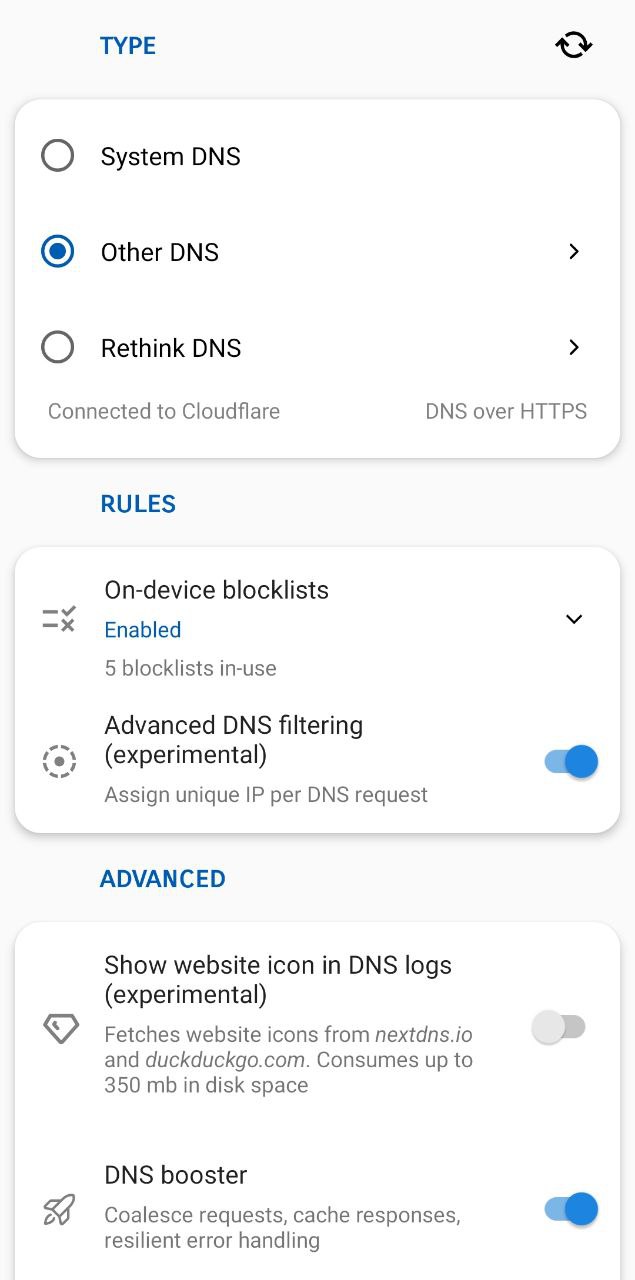 TYPE
System DNS
Other DNS
Rethink DNS
Connected to Cloudflare DNS over HTTPS
RULES
On-device blocklists
Enabled
5 blocklists in-use
Advanced DNS filtering
(experimental)
Assign unique IP per DNS request
ADVANCED
Show website icon in DNS logs
(experimental)
Fetches website icons from nextdns.io
and duckduckgo.com. Consumes up to
350 mb in disk space
DNS booster
Coalesce requests, cache responses,
resilient error handling